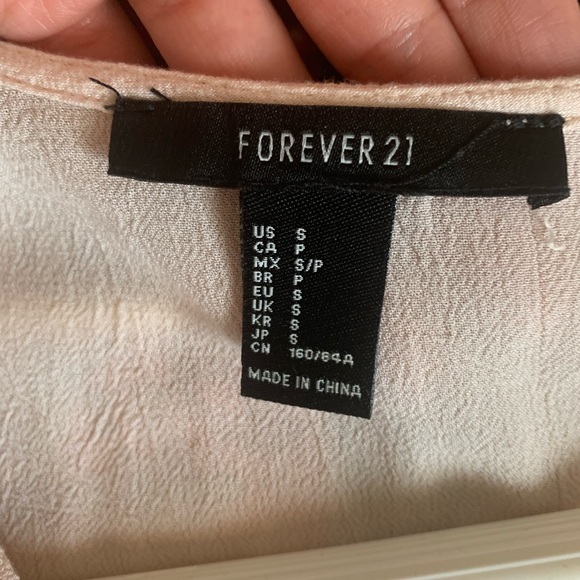 FOREVER 21
US S
CA P
MX S/P
BR P
EU S
UK S
KR S
JP S
CN 160/84A
MADE IN CHINA